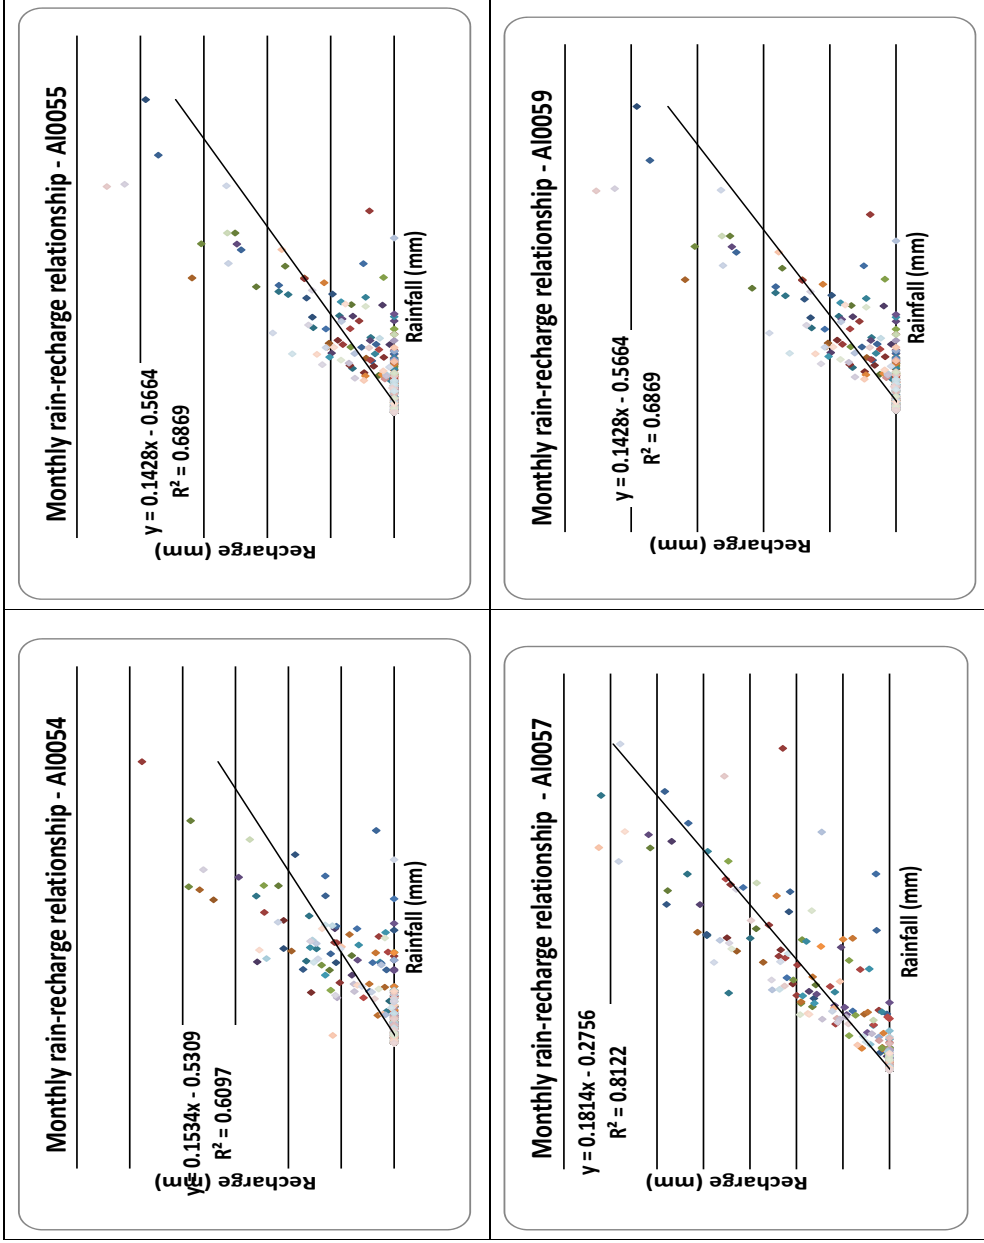 Monthly rain-recharge relationship - AI0054
y = 0.1534x - 0.5309
R² = 0.6097
Recharge (mm)
Rainfall (mm)
Monthly rain-recharge relationship - AI0055
y = 0.1428x - 0.5664
R² = 0.6869
Recharge (mm)
Rainfall (mm)
Monthly rain-recharge relationship - AI0057
y = 0.1814x - 0.2756
R² = 0.8122
Recharge (mm)
Rainfall (mm)
Monthly rain-recharge relationship - AI0059
y = 0.1428x - 0.5664
R² = 0.6869
Recharge (mm)
Rainfall (mm)